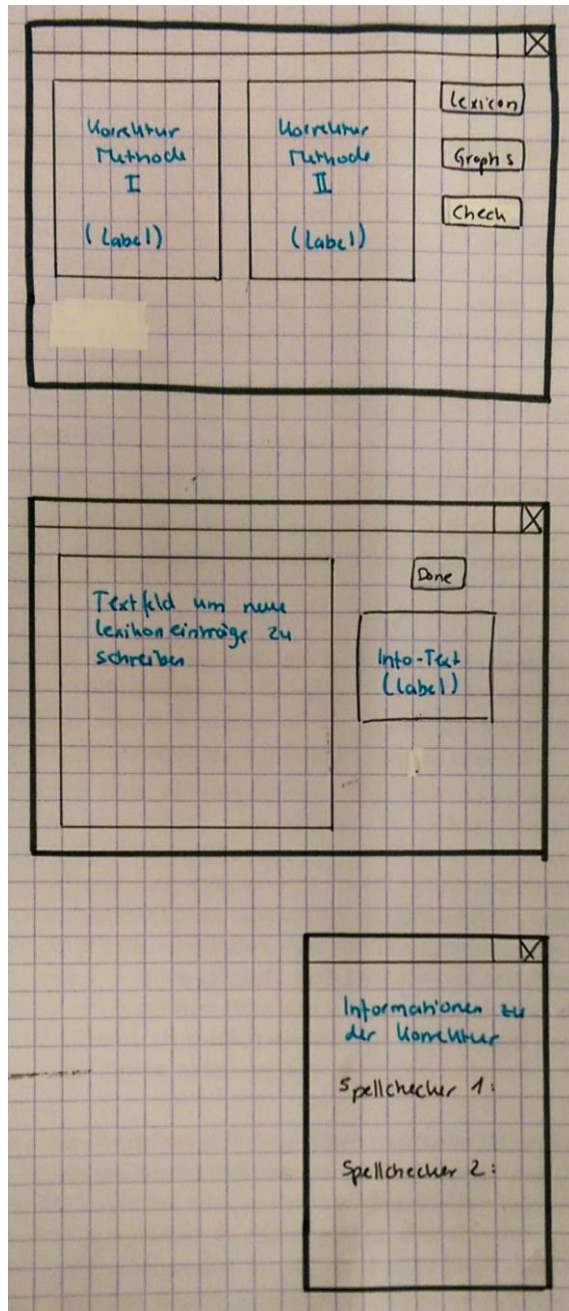 Korrektur
Methode
I
(Label)
Korrektur
Methode
II
(Label)
Lexicon
Graphs
Check
Textfeld um neue
Lexikoneinträge zu
schreiben
Done
Info-Text
(Label)
Informationen zu
der Korrektur
Spellchecker 1:
Spellchecker 2: